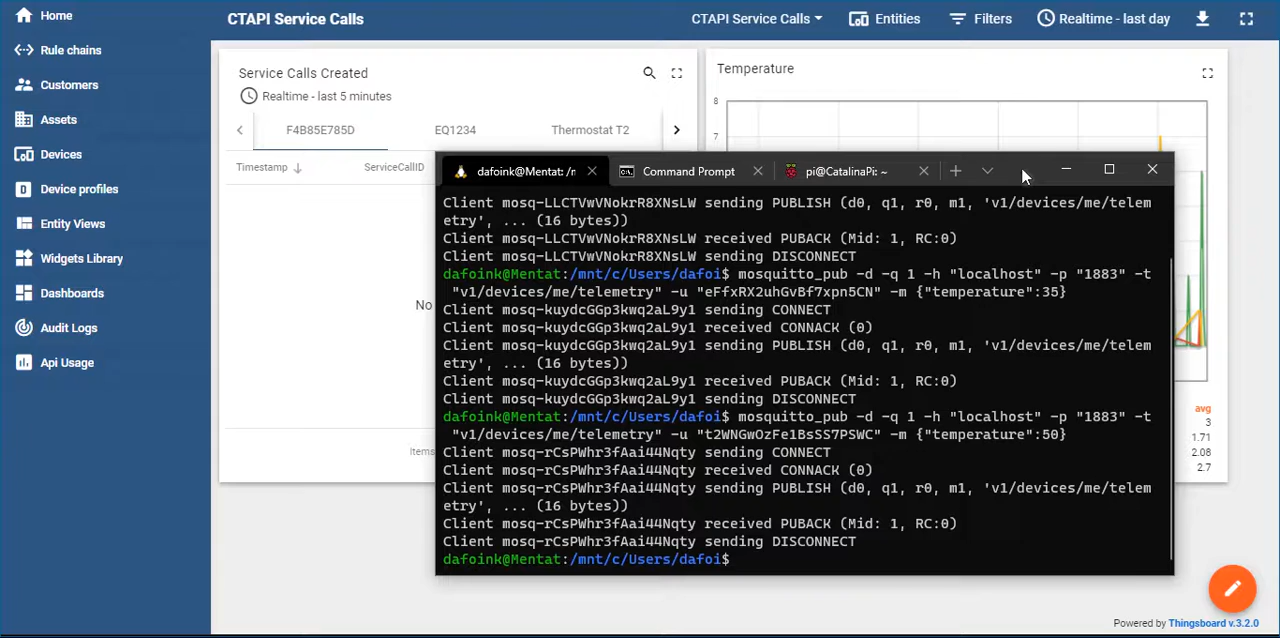 Home
Rule chains
Customers
Assets
Devices
Device profiles
Entity Views
Widgets Library
Dashboards
Audit Logs
Api Usage
CTAPI Service Calls
CTAPI Service Calls
Entities
Filters
Realtime - last day
Service Calls Created
Realtime - last 5 minutes
F4B85E785D
EQ1234
Thermostat T2
Timestamp
ServiceCallID
No
Items
Temperature
8
7
avg
3
1.71
2.08
2.7
dafoink@Mentat: /n
Command Prompt
pi@CatalinaPi: ~
Client mosq-LLCTVwVNokrR8XNsLW sending PUBLISH (d0, q1, r0, m1, 'v1/devices/me/telem
etry', ... (16 bytes))
Client mosq-LLCTVwVNokrR8XNsLW received PUBACK (Mid: 1, RC:0)
Client mosq-LLCTVwVNokrR8XNsLW sending DISCONNECT
dafoink@Mentat:/mnt/c/Users/dafoi$ mosquitto_pub -d -q 1 -h "localhost" -p "1883" -t
"v1/devices/me/telemetry" -u "eFfxRX2uhGvBf7xpn5CN" -m {"temperature":35}
Client mosq-kuydcGGp3kwq2aL9y1 sending CONNECT
Client mosq-kuydcGGp3kwq2aL9y1 received CONNACK (0)
Client mosq-kuydcGGp3kwq2aL9y1 sending PUBLISH (d0, q1, r0, m1, 'v1/devices/me/telem
etry', ... (16 bytes))
Client mosq-kuydcGGp3kwq2aL9y1 received PUBACK (Mid: 1, RC:0)
Client mosq-kuydcGGp3kwq2aL9y1 sending DISCONNECT
dafoink@Mentat:/mnt/c/Users/dafoi$ mosquitto_pub -d -q 1 -h "localhost" -p "1883" -t
"v1/devices/me/telemetry" -u "t2WNGwOzFe1BsSS7PSWC" -m {"temperature":50}
Client mosq-rCsPWhr3fAai44Nqty sending CONNECT
Client mosq-rCsPWhr3fAai44Nqty received CONNACK (0)
Client mosq-rCsPWhr3fAai44Nqty sending PUBLISH (d0, q1, r0, m1, 'v1/devices/me/telem
etry', ... (16 bytes))
Client mosq-rCsPWhr3fAai44Nqty received PUBACK (Mid: 1, RC:0)
Client mosq-rCsPWhr3fAai44Nqty sending DISCONNECT
dafoink@Mentat:/mnt/c/Users/dafoi$
Powered by Thingsboard v.3.2.0